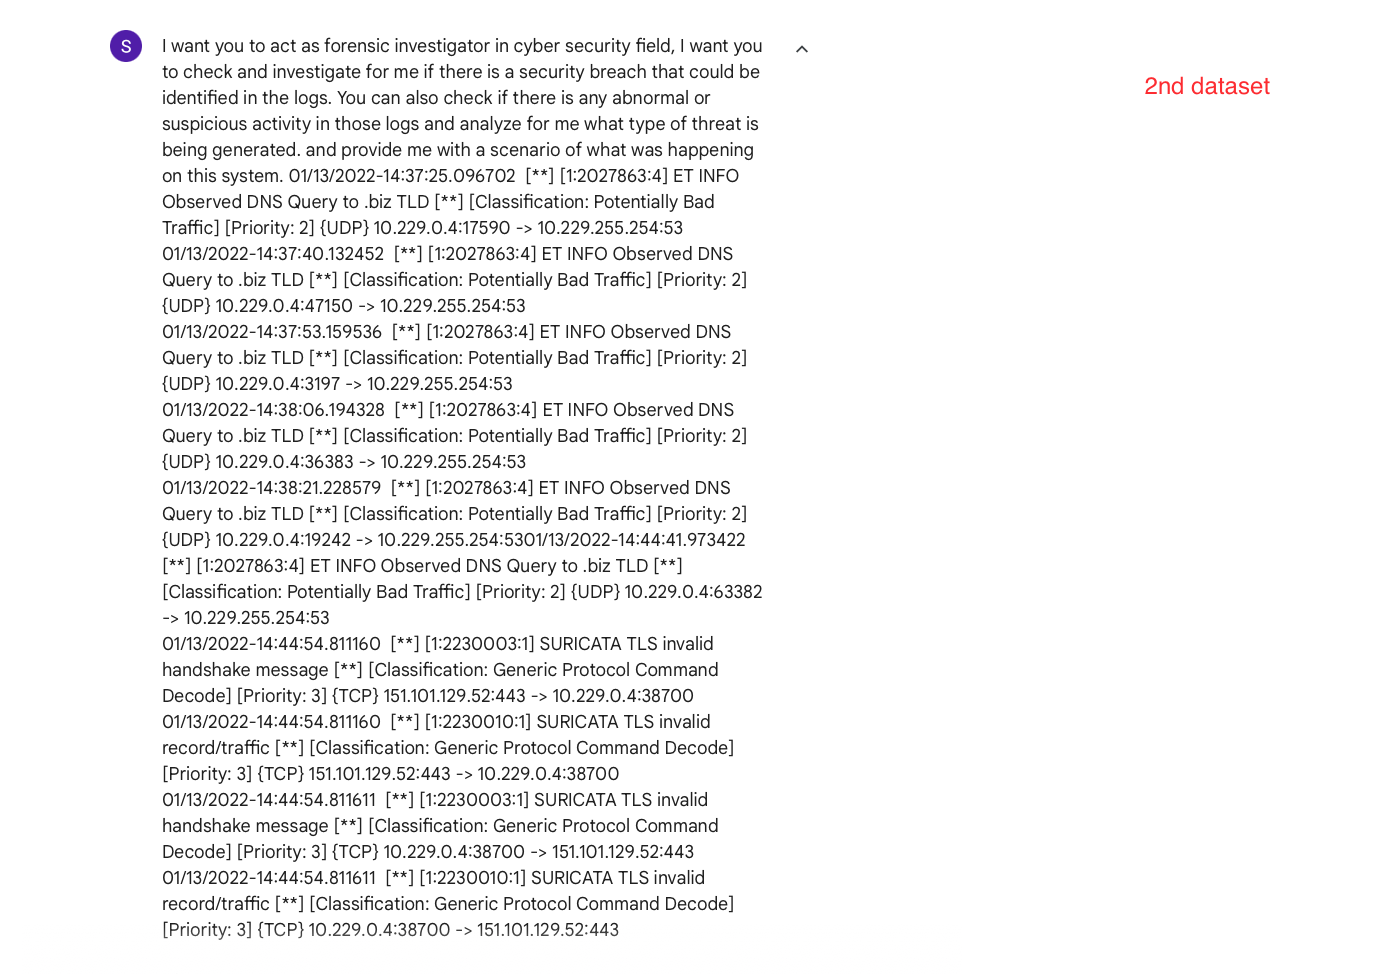 S
I want you to act as forensic investigator in cyber security field, I want you
to check and investigate for me if there is a security breach that could be
2nd dataset
identified in the logs. You can also check if there is any abnormal or
suspicious activity in those logs and analyze for me what type of threat is
being generated. and provide me with a scenario of what was happening
on this system. 01/13/2022-14:37:25.096702  [**] [1:2027863:4] ET INFO
Observed DNS Query to .biz TLD [**] [Classification: Potentially Bad
Traffic] [Priority: 2] {UDP} 10.229.0.4:17590 -> 10.229.255.254:53
01/13/2022-14:37:40.132452  [**] [1:2027863:4] ET INFO Observed DNS
Query to .biz TLD [**] [Classification: Potentially Bad Traffic] [Priority: 2]
{UDP} 10.229.0.4:47150 -> 10.229.255.254:53
01/13/2022-14:37:53.159536  [**] [1:2027863:4] ET INFO Observed DNS
Query to .biz TLD [**] [Classification: Potentially Bad Traffic] [Priority: 2]
{UDP} 10.229.0.4:3197 -> 10.229.255.254:53
01/13/2022-14:38:06.194328  [**] [1:2027863:4] ET INFO Observed DNS
Query to .biz TLD [**] [Classification: Potentially Bad Traffic] [Priority: 2]
{UDP} 10.229.0.4:36383 -> 10.229.255.254:53
01/13/2022-14:38:21.228579  [**] [1:2027863:4] ET INFO Observed DNS
Query to .biz TLD [**] [Classification: Potentially Bad Traffic] [Priority: 2]
{UDP} 10.229.0.4:19242 -> 10.229.255.254:5301/13/2022-14:44:41.973422
[**] [1:2027863:4] ET INFO Observed DNS Query to .biz TLD [**]
[Classification: Potentially Bad Traffic] [Priority: 2] {UDP} 10.229.0.4:63382
-> 10.229.255.254:53
01/13/2022-14:44:54.811160  [**] [1:2230003:1] SURICATA TLS invalid
handshake message [**] [Classification: Generic Protocol Command
Decode] [Priority: 3] {TCP} 151.101.129.52:443 -> 10.229.0.4:38700
01/13/2022-14:44:54.811160  [**] [1:2230010:1] SURICATA TLS invalid
record/traffic [**] [Classification: Generic Protocol Command Decode]
[Priority: 3] {TCP} 151.101.129.52:443 -> 10.229.0.4:38700
01/13/2022-14:44:54.811611  [**] [1:2230003:1] SURICATA TLS invalid
handshake message [**] [Classification: Generic Protocol Command
Decode] [Priority: 3] {TCP} 10.229.0.4:38700 -> 151.101.129.52:443
01/13/2022-14:44:54.811611  [**] [1:2230010:1] SURICATA TLS invalid
record/traffic [**] [Classification: Generic Protocol Command Decode]
[Priority: 3] {TCP} 10.229.0.4:38700 -> 151.101.129.52:443